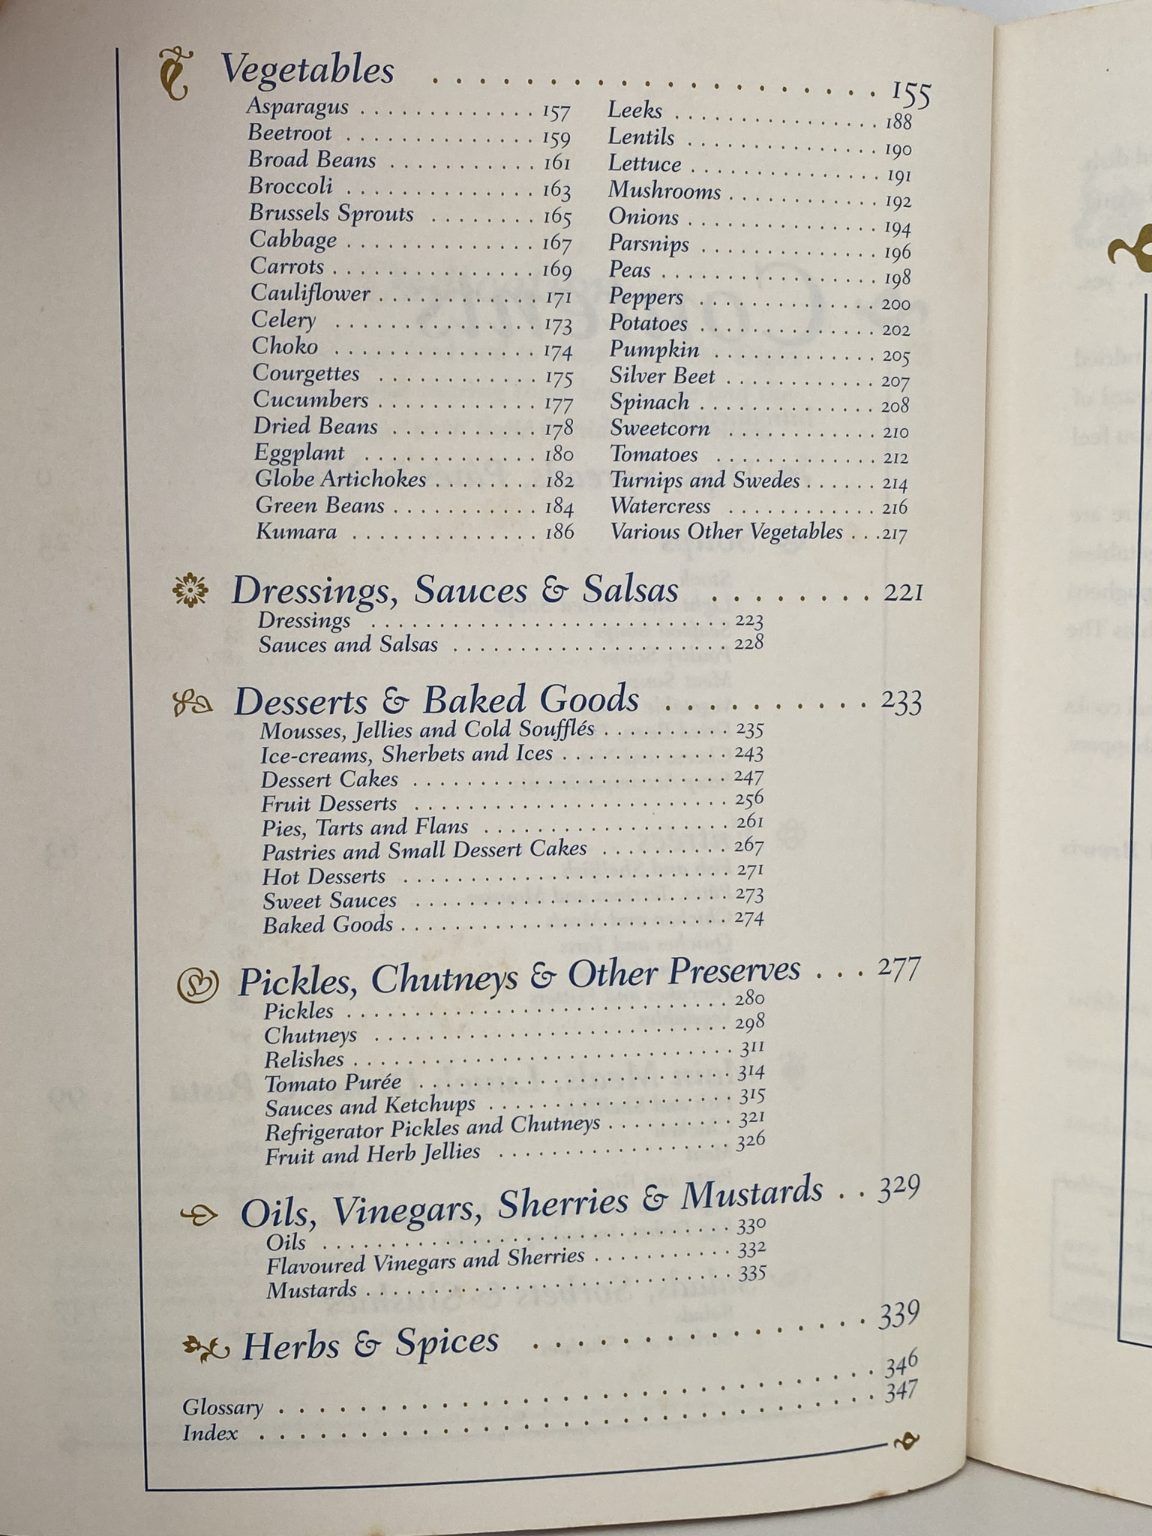 Vegetables . . . . . . . . . . . . . . . . . 155
Asparagus . . . . . . . . . . . . . 157
Beetroot . . . . . . . . . . . . . . 159
Broad Beans . . . . . . . . . . . 161
Broccoli . . . . . . . . . . . . . . 163
Brussels Sprouts . . . . . . . . 165
Cabbage . . . . . . . . . . . . . . 167
Carrots . . . . . . . . . . . . . . . 169
Cauliflower . . . . . . . . . . . . 171
Celery . . . . . . . . . . . . . . . 173
Choko . . . . . . . . . . . . . . . 174
Courgettes . . . . . . . . . . . . 175
Cucumbers . . . . . . . . . . . . 177
Dried Beans . . . . . . . . . . . 178
Eggplant . . . . . . . . . . . . . 180
Globe Artichokes . . . . . . . . 182
Green Beans . . . . . . . . . . . 184
Kumara . . . . . . . . . . . . . . 186
Leeks . . . . . . . . . . . . . . . . 188
Lentils . . . . . . . . . . . . . . . 190
Lettuce . . . . . . . . . . . . . . . 191
Mushrooms . . . . . . . . . . . . 192
Onions . . . . . . . . . . . . . . . 194
Parsnips . . . . . . . . . . . . . . 196
Peas . . . . . . . . . . . . . . . . . 198
Peppers . . . . . . . . . . . . . . 200
Potatoes . . . . . . . . . . . . . . 202
Pumpkin . . . . . . . . . . . . . 205
Silver Beet . . . . . . . . . . . . 207
Spinach . . . . . . . . . . . . . . 208
Sweetcorn . . . . . . . . . . . . 210
Tomatoes . . . . . . . . . . . . . 212
Turnips and Swedes . . . . . . 214
Watercress . . . . . . . . . . . . 216
Various Other Vegetables . . . 217
Dressings, Sauces & Salsas . . . . . . . . 221
Dressings . . . . . . . . . . . . . . . . . . . . . . . . . 223
Sauces and Salsas . . . . . . . . . . . . . . . . . . . 228
Desserts & Baked Goods . . . . . . . . . . 233
Mousses, Jellies and Cold Soufflés . . . . . . . . . 235
Ice-creams, Sherbets and Ices . . . . . . . . . . . . 243
Dessert Cakes . . . . . . . . . . . . . . . . . . . . . . 247
Fruit Desserts . . . . . . . . . . . . . . . . . . . . . . 256
Pies, Tarts and Flans . . . . . . . . . . . . . . . . . 261
Pastries and Small Dessert Cakes . . . . . . . . . 267
Hot Desserts . . . . . . . . . . . . . . . . . . . . . . . 271
Sweet Sauces . . . . . . . . . . . . . . . . . . . . . . 273
Baked Goods . . . . . . . . . . . . . . . . . . . . . . . 274
Pickles, Chutneys & Other Preserves . . . 277
Pickles . . . . . . . . . . . . . . . . . . . . . . . . . . . 280
Chutneys . . . . . . . . . . . . . . . . . . . . . . . . . 298
Relishes . . . . . . . . . . . . . . . . . . . . . . . . . . 311
Tomato Purée . . . . . . . . . . . . . . . . . . . . . . 314
Sauces and Ketchups . . . . . . . . . . . . . . . . . 315
Refrigerator Pickles and Chutneys . . . . . . . . 321
Fruit and Herb Jellies . . . . . . . . . . . . . . . . 326
Oils, Vinegars, Sherries & Mustards . . 329
Oils . . . . . . . . . . . . . . . . . . . . . . . . . . . . 330
Flavoured Vinegars and Sherries . . . . . . . . . 332
Mustards . . . . . . . . . . . . . . . . . . . . . . . . . 335
Herbs & Spices . . . . . . . . . . . . . . . 339
Glossary . . . . . . . . . . . . . . . . . . . . . . . . 346
Index . . . . . . . . . . . . . . . . . . . . . . . . . 347